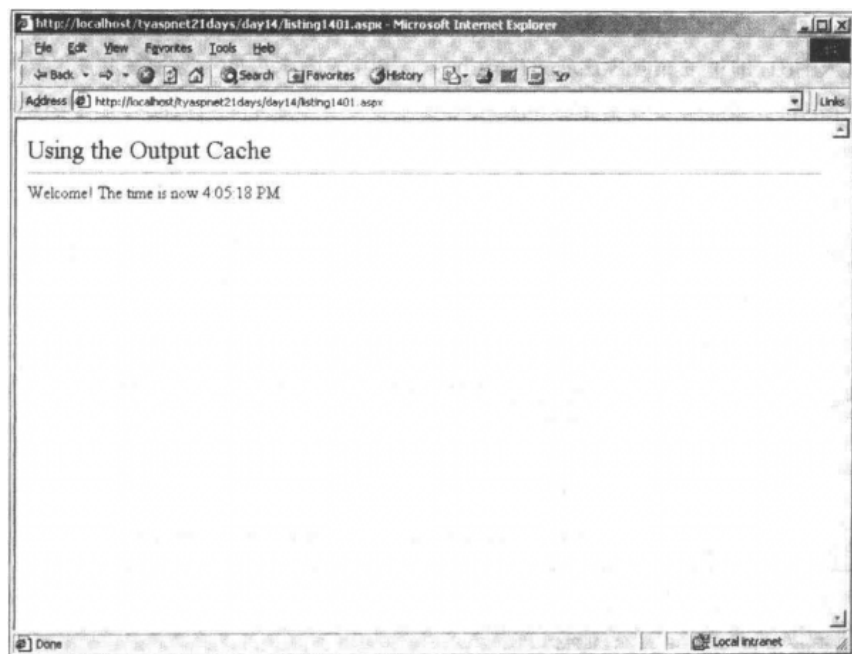 http://localhost/tyaspnet21days/day14/listing1401.aspx - Microsoft Internet Explorer
File Edit View Favorites Tools Help
Back Search Favorites History
Address http://localhost/tyaspnet21days/day14/listing1401.aspx Links
Using the Output Cache
Welcome! The time is now 4:05:18 PM
Done Local intranet